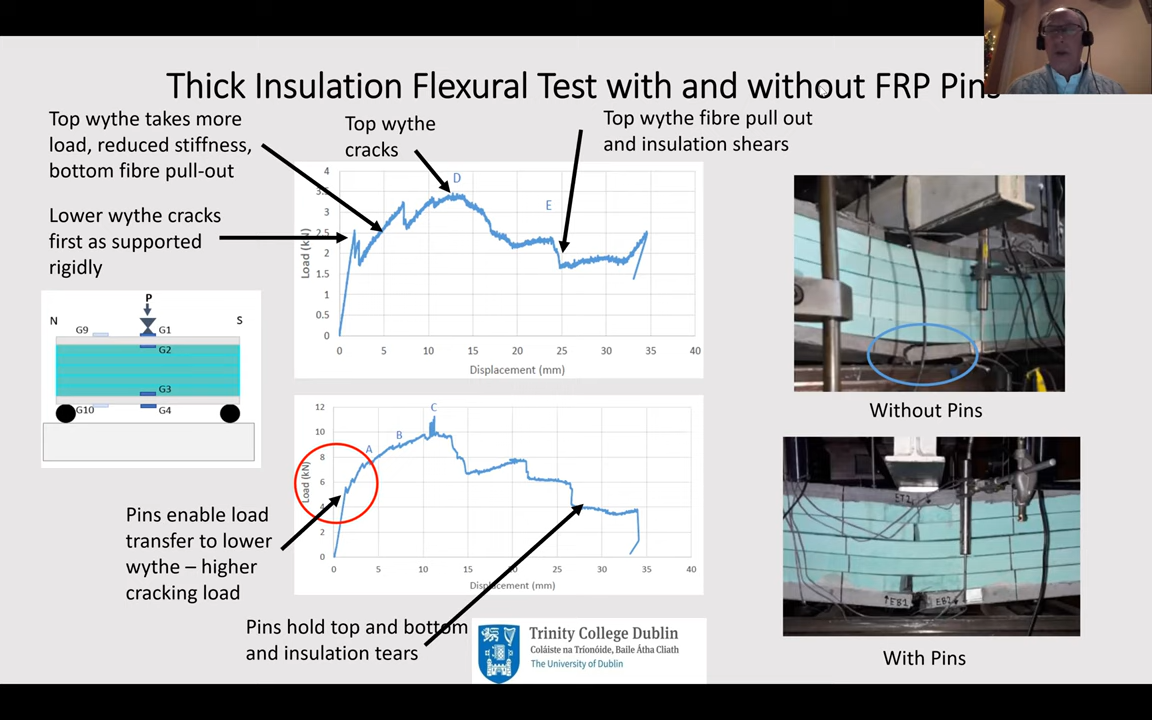 Thick Insulation Flexural Test with and without FRP Pins
Top wythe takes more
load, reduced stiffness,
bottom fibre pull-out
Top wythe
cracks
Top wythe fibre pull out
and insulation shears
Lower wythe cracks
first as supported
rigidly
Load (kN)
4
3.5
3
2.5
2
1.5
1
0.5
0
D
E
0 5 10 15 20 25 30 35 40
Displacement (mm)
P
N
S
G9
G1
G2
G3
G10
G4
Without Pins
Load (kN)
12
10
8
6
4
2
0
A
B
C
0 5 10 15 20 25 30 35 40
Displacement (mm)
Pins enable load
transfer to lower
wythe – higher
cracking load
ET2
EB1
EB2
Pins hold top and bottom
and insulation tears
Trinity College Dublin
Coláiste na Tríonóide, Baile Átha Cliath
The University of Dublin
With Pins